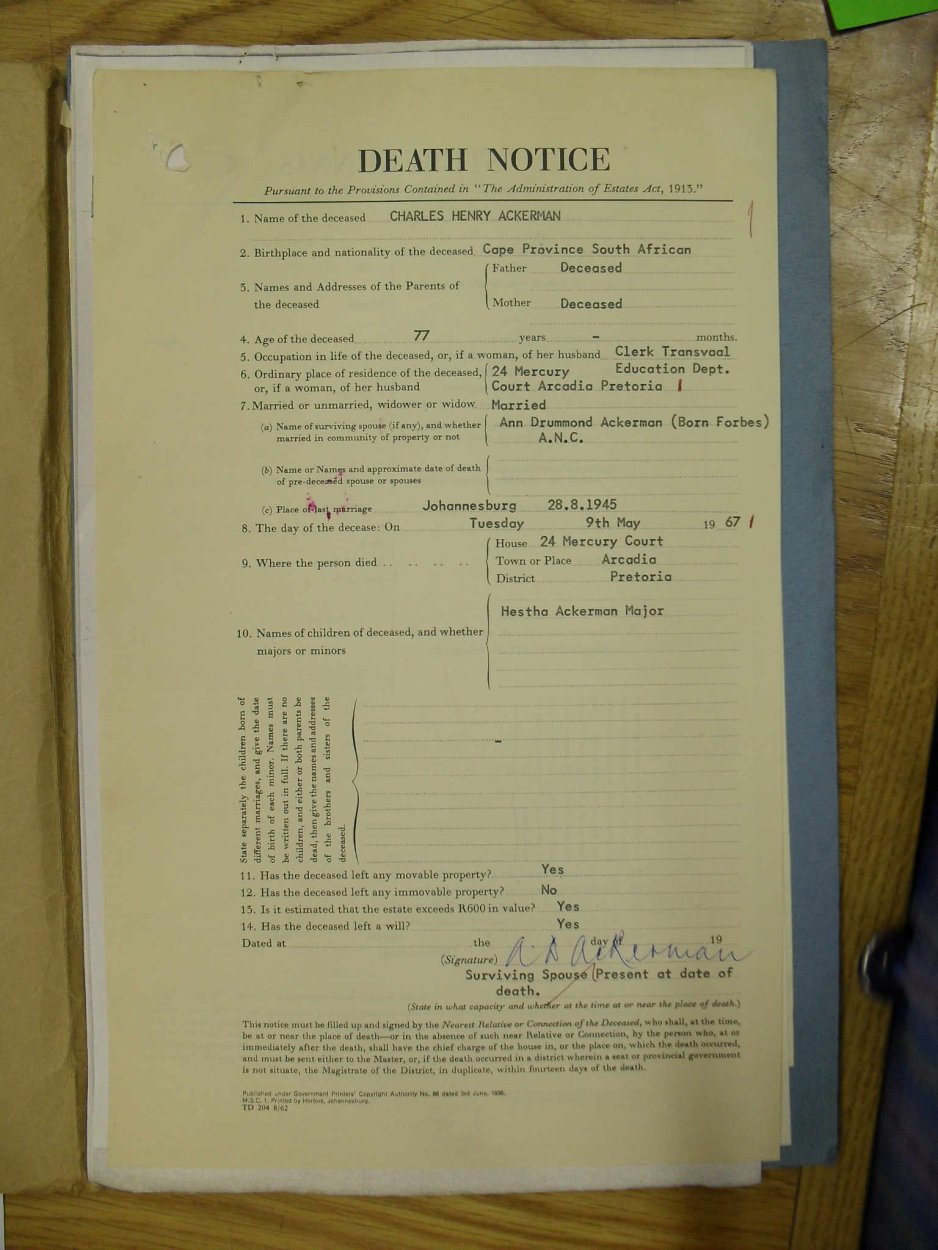 DEATH NOTICE
Pursuant to the Provisions Contained in "The Administration of Estates Act, 1913."
1. Name of the deceased CHARLES HENRY ACKERMAN
2. Birthplace and nationality of the deceased Cape Province South African
3. Names and Addresses of the Parents of the deceased
Father Deceased
Mother Deceased
4. Age of the deceased 77 years – months.
5. Occupation in life of the deceased, or, if a woman, of her husband Clerk Transvaal
Education Dept.
6. Ordinary place of residence of the deceased, or, if a woman, of her husband
24 Mercury
Court Arcadia Pretoria
7. Married or unmarried, widower or widow Married
(a) Name of surviving spouse (if any), and whether married in community of property or not
Ann Drummond Ackerman (Born Forbes)
A.N.C.
(b) Name or Names and approximate date of death
of pre-deceased spouse or spouses
(c) Place of last marriage Johannesburg 28.8.1945
8. The day of the decease: On Tuesday 9th May 19 67
9. Where the person died . . . . . . . .
House 24 Mercury Court
Town or Place Arcadia
District Pretoria
10. Names of children of deceased, and whether
majors or minors
Hestha Ackerman Major
State separately the children born of
different marriages, and give the date
of birth of each minor. Names must
be written out in full. If there are no
children, and either or both parents be
dead, then give the names and addresses
of the brothers and sisters of the
deceased.
–
11. Has the deceased left any movable property? Yes
12. Has the deceased left any immovable property? No
13. Is it estimated that the estate exceeds R600 in value? Yes
14. Has the deceased left a will? Yes
Dated at the day of 19
(Signature) A D Ackerman
Surviving Spouse (Present at date of
death.
(State in what capacity and whether at the time at or near the place of death.)
This notice must be filled up and signed by the Nearest Relative or Connection of the Deceased, who shall, at the time,
be at or near the place of death—or in the absence of such near Relative or Connection, by the person who, at or
immediately after the death, shall have the chief charge of the house in, or the place on, which the death occurred,
and must be sent either to the Master, or, if the death occurred in a district wherein a seat or provincial government
is not situate, the Magistrate of the District, in duplicate, within fourteen days of the death.
Published under Government Printers' Copyright Authority No. 86 dated 3rd June, 1936.
M.S.C. 1. Printed by Hortors, Johannesburg.
TD 204 8/62